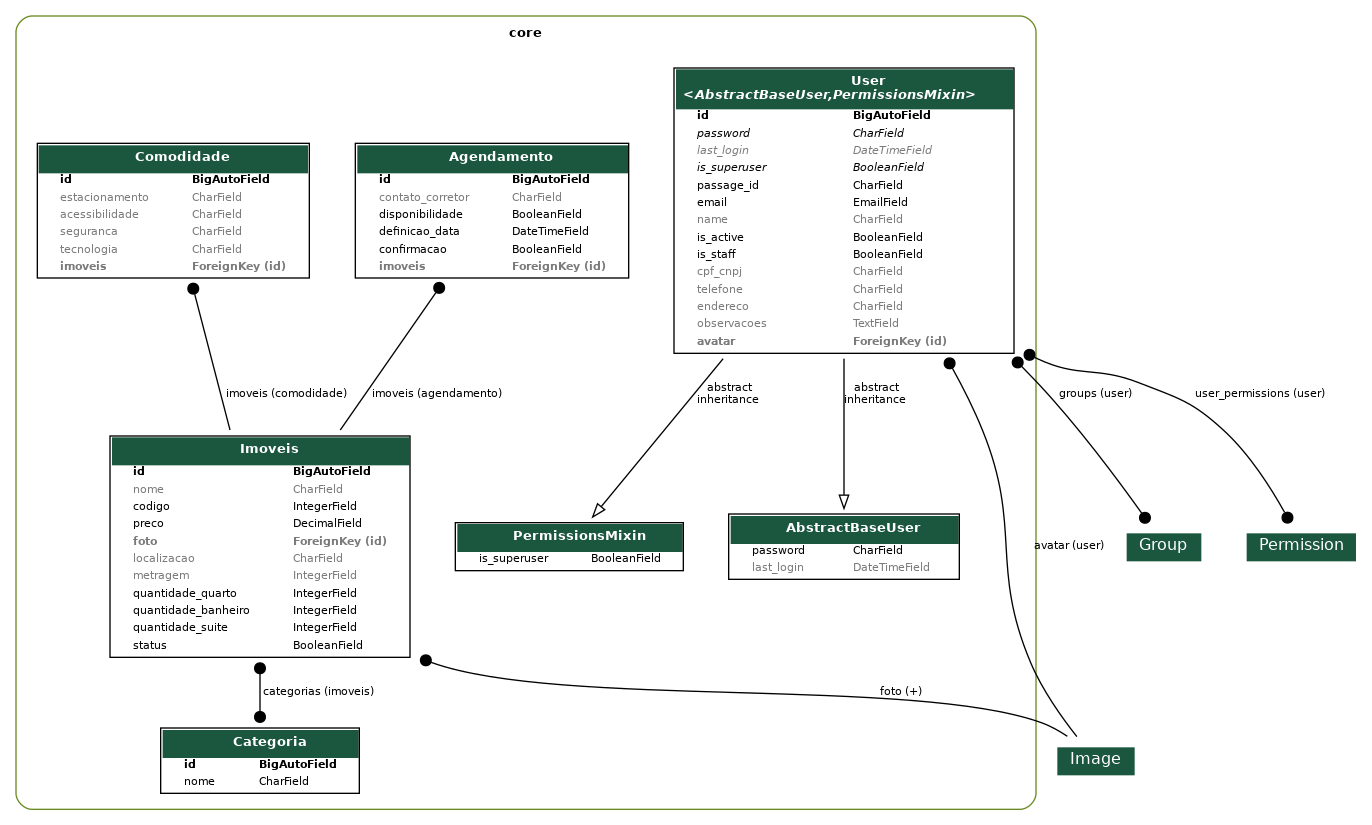 core
User
<AbstractBaseUser,PermissionsMixin>
id BigAutoField
password CharField
last_login DateTimeField
is_superuser BooleanField
passage_id CharField
email EmailField
name CharField
is_active BooleanField
is_staff BooleanField
cpf_cnpj CharField
telefone CharField
endereco CharField
observacoes TextField
avatar ForeignKey (id)
Comodidade
id BigAutoField
estacionamento CharField
acessibilidade CharField
seguranca CharField
tecnologia CharField
imoveis ForeignKey (id)
Agendamento
id BigAutoField
contato_corretor CharField
disponibilidade BooleanField
definicao_data DateTimeField
confirmacao BooleanField
imoveis ForeignKey (id)
imoveis (comodidade)
imoveis (agendamento)
abstract
inheritance
abstract
inheritance
groups (user)
user_permissions (user)
Imoveis
id BigAutoField
nome CharField
codigo IntegerField
preco DecimalField
foto ForeignKey (id)
localizacao CharField
metragem IntegerField
quantidade_quarto IntegerField
quantidade_banheiro IntegerField
quantidade_suite IntegerField
status BooleanField
PermissionsMixin
is_superuser BooleanField
AbstractBaseUser
password CharField
last_login DateTimeField
avatar (user)
Group
Permission
categorias (imoveis)
foto (+)
Categoria
id BigAutoField
nome CharField
Image